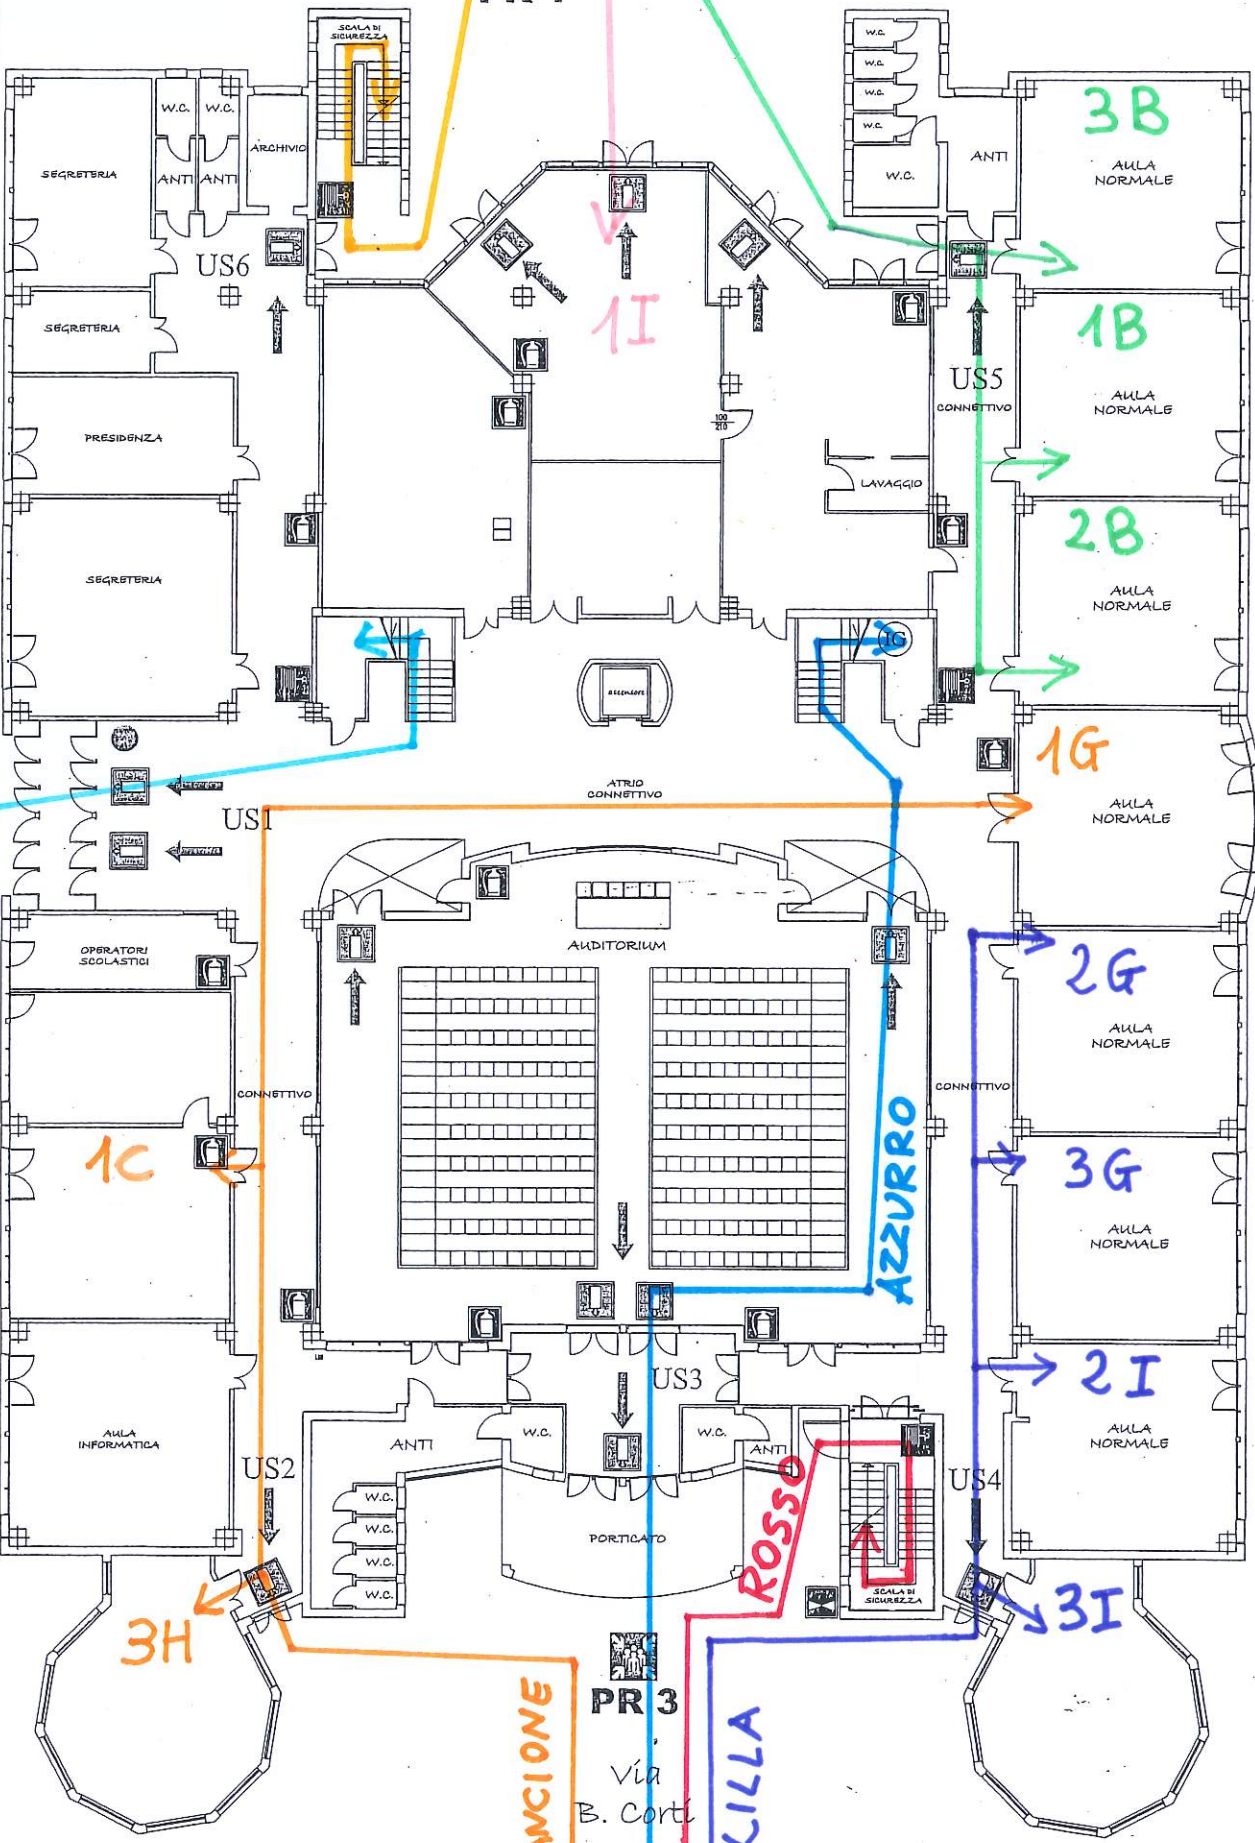 SCALA DI
SICUREZZA
W.C.
W.C.
W.C.
W.C.
W.C.
W.C.
W.C.
ARCHIVIO
ANTI
ANTI
ANTI
SEGRETERIA
3B
AULA
NORMALE
US6
SEGRETERIA
1I
1B
US5
CONNETTIVO
AULA
NORMALE
PRESIDENZA
100
210
LAVAGGIO
2B
SEGRETERIA
AULA
NORMALE
IG
ascensore
1G
ATRIO
CONNETTIVO
AULA
NORMALE
US1
OPERATORI
SCOLASTICI
AUDITORIUM
2G
AULA
NORMALE
CONNETTIVO
CONNETTIVO
AZZURRO
1C
3G
AULA
NORMALE
US3
2I
AULA
INFORMATICA
ANTI
W.C.
W.C.
ANTI
AULA
NORMALE
US2
US4
W.C.
W.C.
W.C.
W.C.
PORTICATO
ROSSO
SCALA DI
SICUREZZA
3H
3I
PR 3
Via
B. Corti